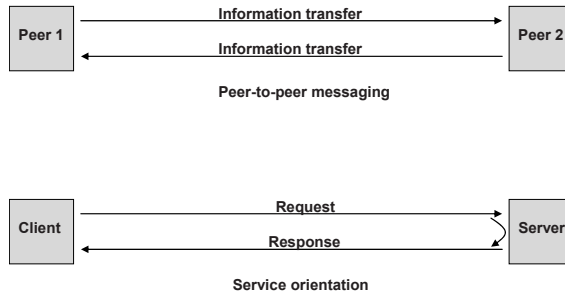 Information transfer
Peer 1
Peer 2
Information transfer
Peer-to-peer messaging
Request
Client
Server
Response
Service orientation